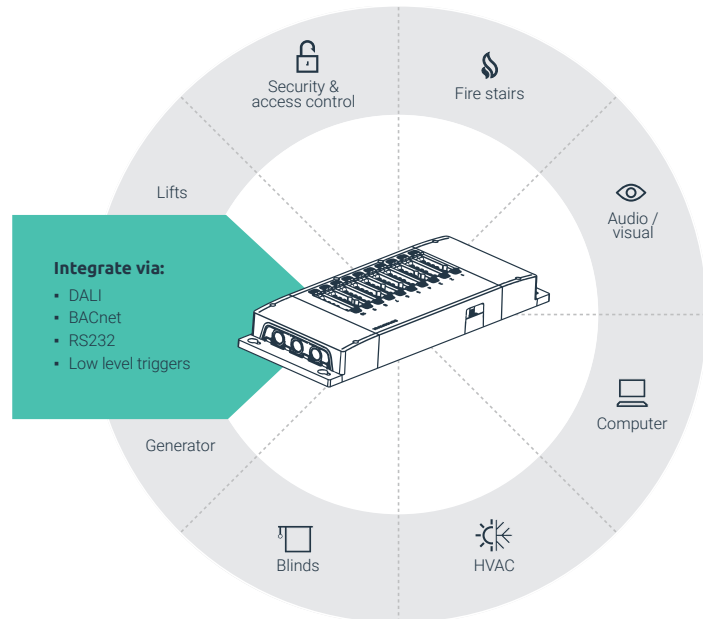 Security &
access control
Fire stairs
Lifts
Audio /
visual
Integrate via:
▪ DALI
▪ BACnet
▪ RS232
▪ Low level triggers
Computer
Generator
Blinds
HVAC